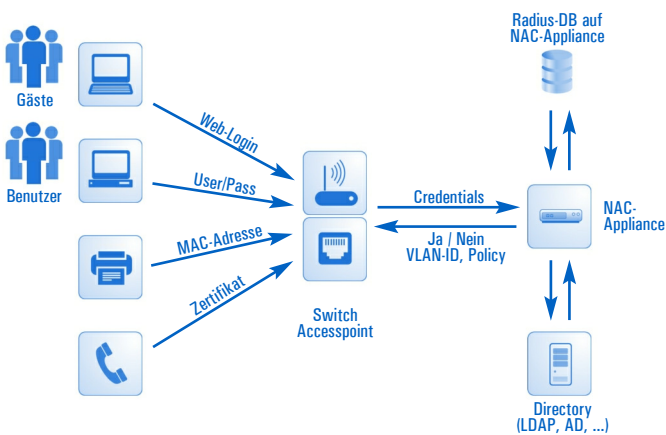 Radius-DB auf
NAC-Appliance
Gäste
Web-Login
Benutzer
User/Pass
Credentials
NAC-
Appliance
MAC-Adresse
Ja / Nein
VLAN-ID, Policy
Zertifikat
Switch
Accesspoint
Directory
(LDAP, AD, ...)